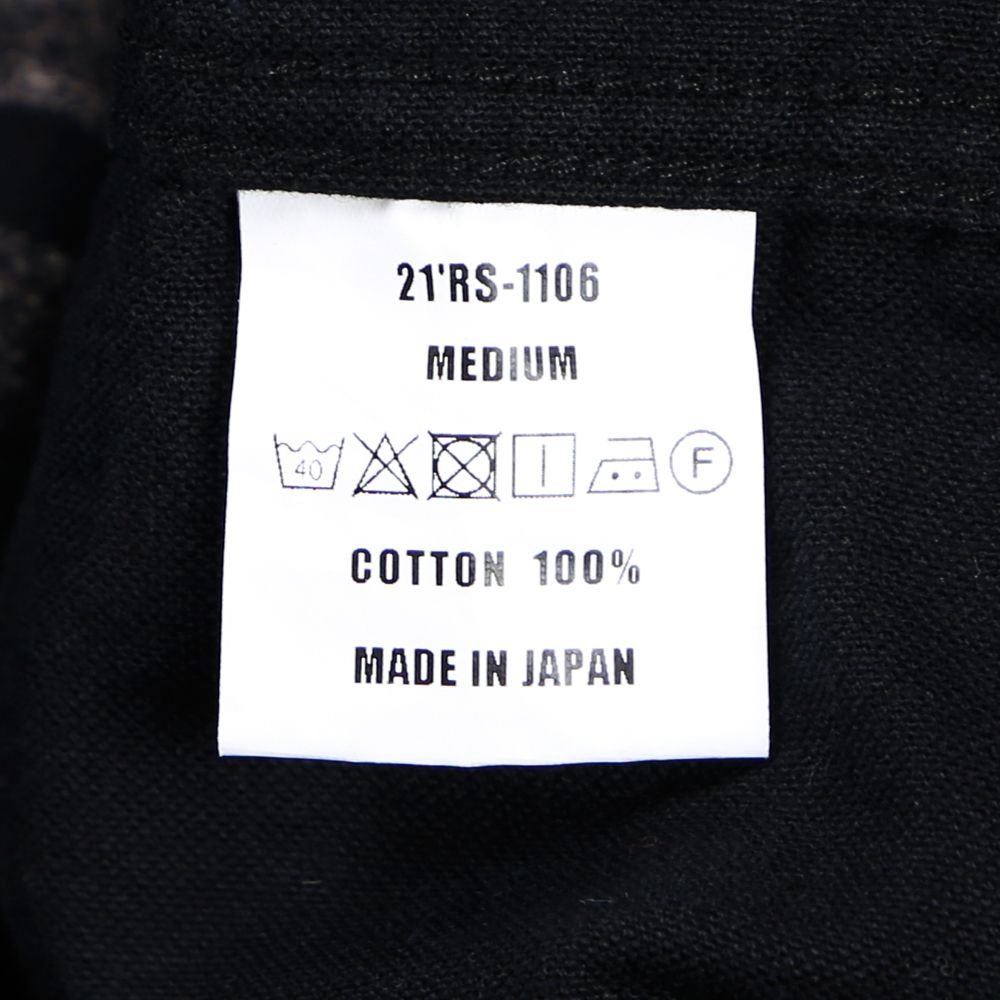 21'RS-1106
MEDIUM
40 F
COTTON 100%
MADE IN JAPAN